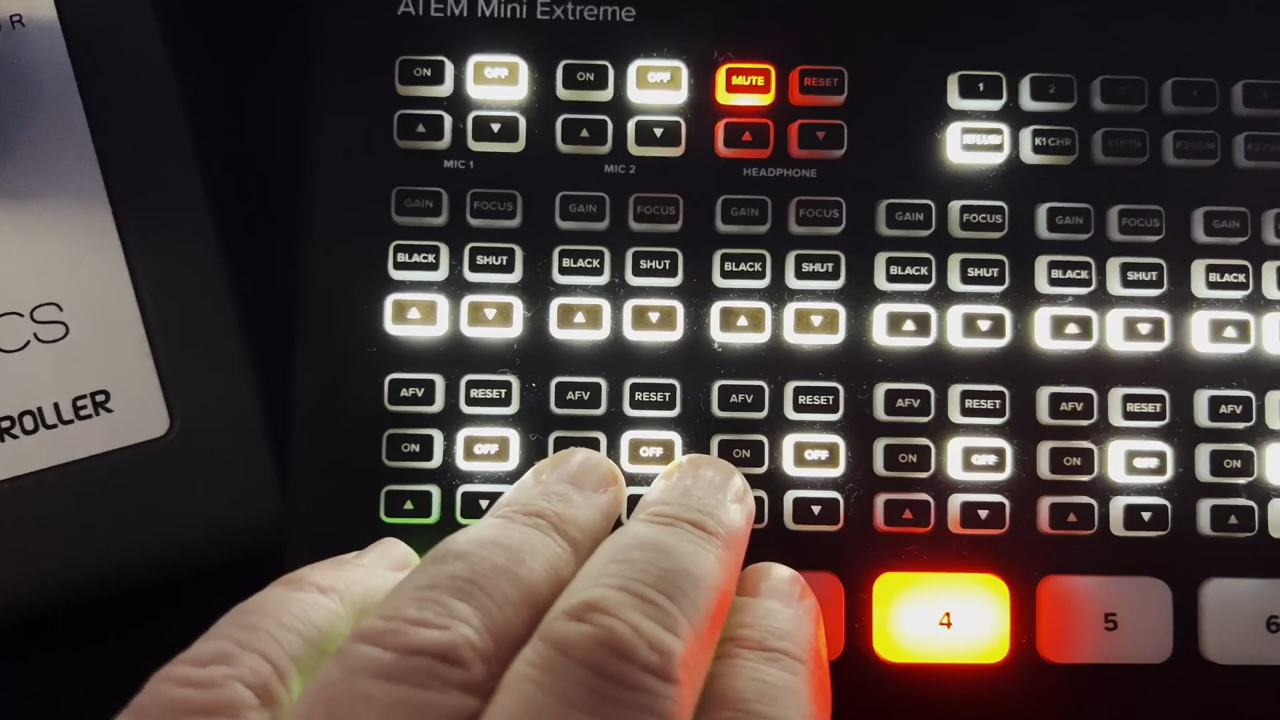 R
ATEM Mini Extreme
ON OFF ON OFF MUTE RESET 1 2
K1 CHR
MIC 1 MIC 2 HEADPHONE
GAIN FOCUS GAIN FOCUS GAIN FOCUS GAIN FOCUS GAIN FOCUS GAIN
BLACK SHUT BLACK SHUT BLACK SHUT BLACK SHUT BLACK SHUT BLACK
CS
ROLLER
AFV RESET AFV RESET AFV RESET AFV RESET AFV RESET AFV
ON OFF OFF ON OFF ON OFF ON OFF ON
4 5 6